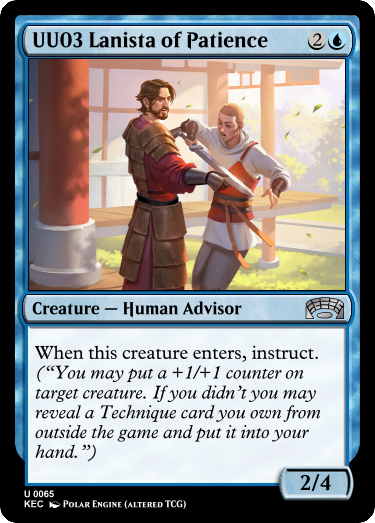 UU03 Lanista of Patience 2
Creature — Human Advisor
When this creature enters, instruct.
(“You may put a +1/+1 counter on
target creature. If you didn’t you may
reveal a Technique card you own from
outside the game and put it into your
hand.”)
2/4
U 0065
KEC Polar Engine (altered TCG)